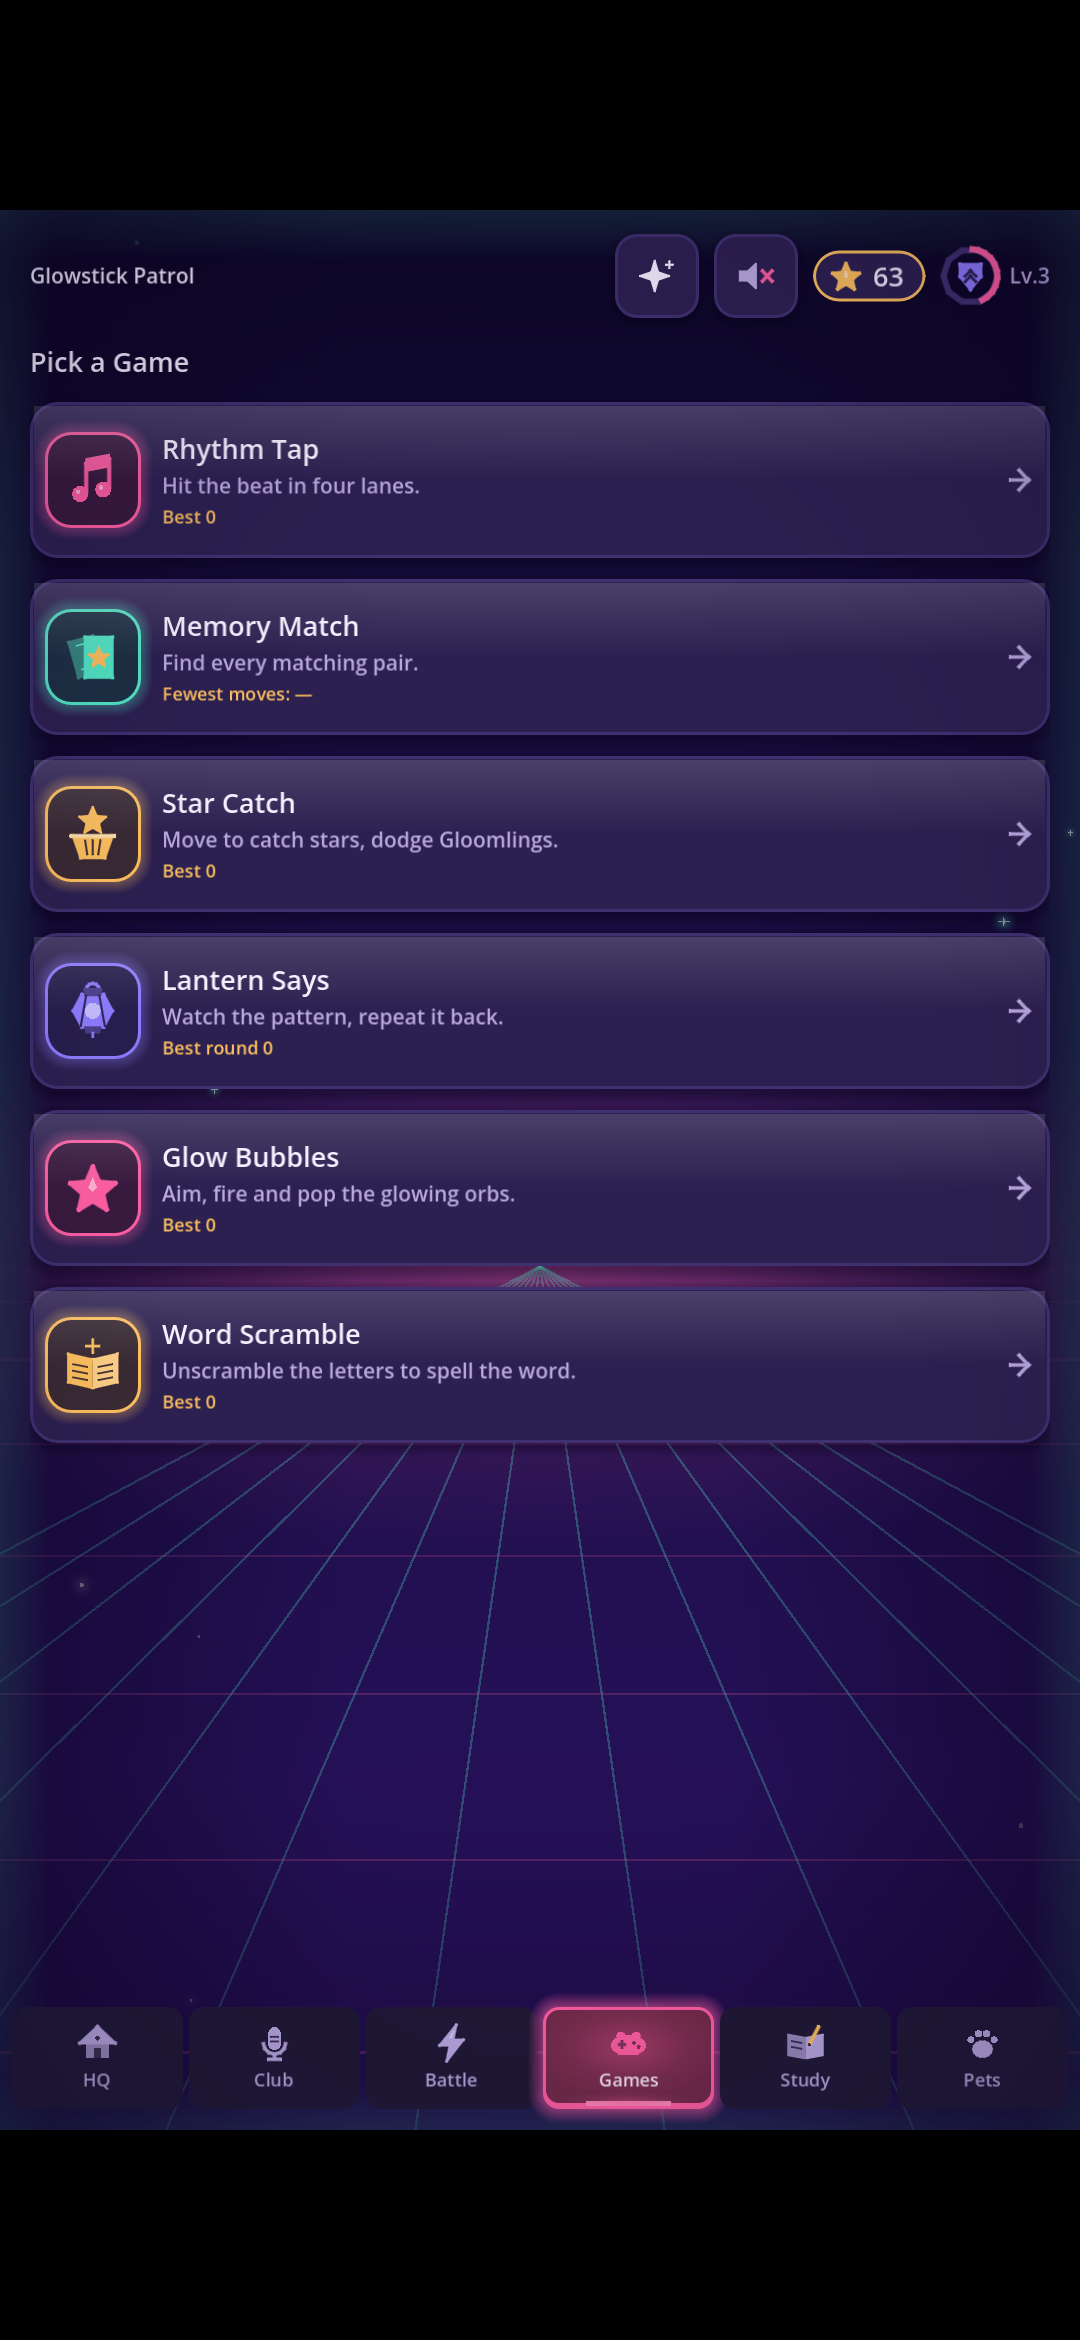 Glowstick Patrol
63
Lv.3
Pick a Game
Rhythm Tap
Hit the beat in four lanes.
Best 0
Memory Match
Find every matching pair.
Fewest moves: —
Star Catch
Move to catch stars, dodge Gloomlings.
Best 0
Lantern Says
Watch the pattern, repeat it back.
Best round 0
Glow Bubbles
Aim, fire and pop the glowing orbs.
Best 0
Word Scramble
Unscramble the letters to spell the word.
Best 0
HQ
Club
Battle
Games
Study
Pets